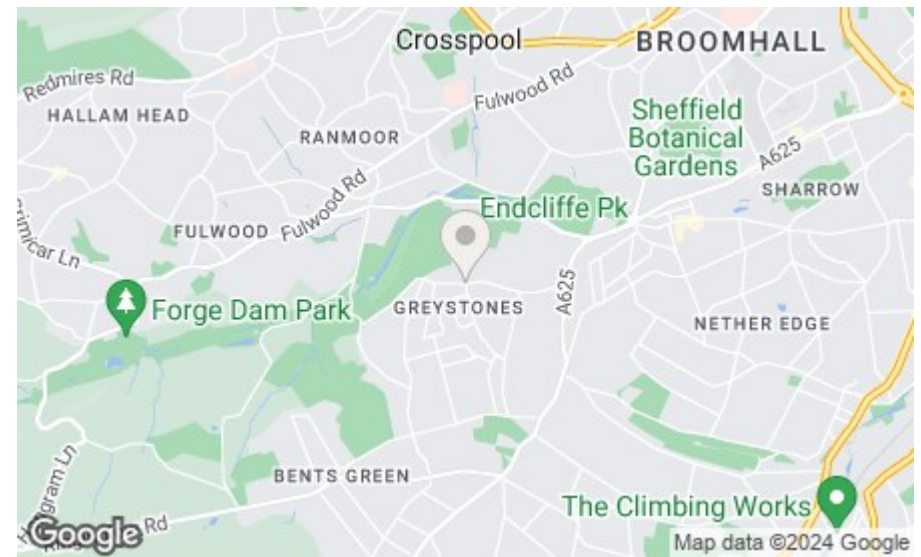 Crosspool
BROOMHALL
Redmires Rd
Fulwood Rd
HALLAM HEAD
Sheffield
Botanical
Gardens
RANMOOR
A625
SHARROW
Fulwood Rd
Endcliffe Pk
FULWOOD
Forge Dam Park
GREYSTONES
A625
NETHER EDGE
BENTS GREEN
The Climbing Works
Google
Rd
Map data ©2024 Google